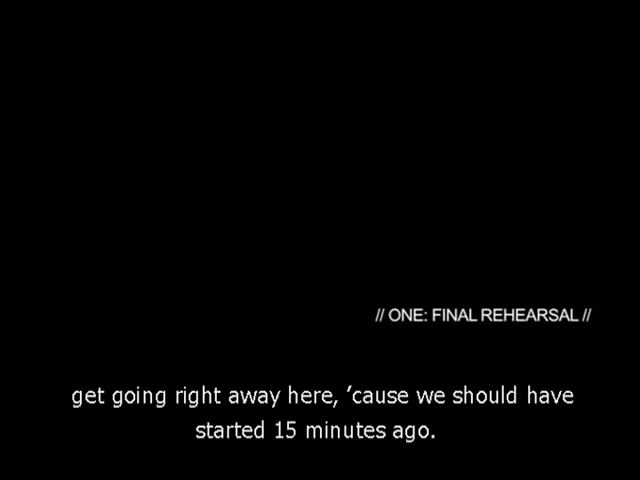 // ONE: FINAL REHEARSAL //
get going right away here, ’cause we should have
started 15 minutes ago.